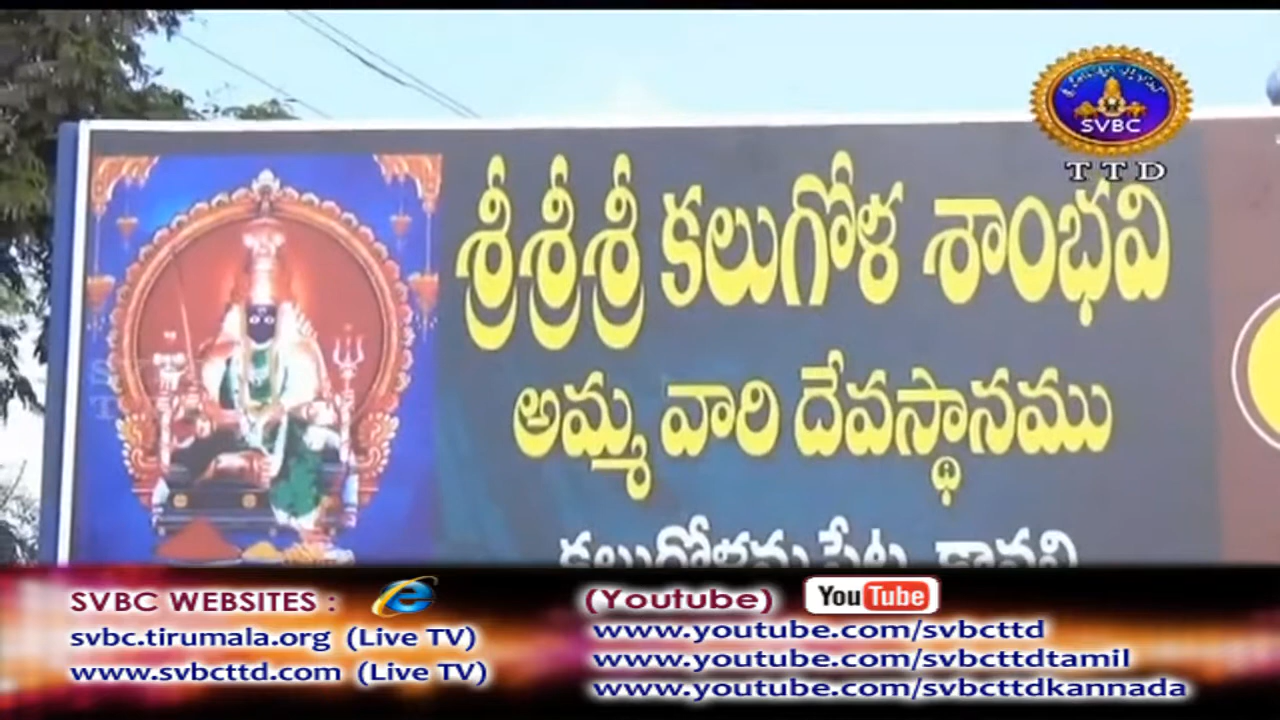 SVBC
TTD
శ్రీశ్రీశ్రీ కలుగోళ శాంభవి
అమ్మ వారి దేవస్థానము
SVBC WEBSITES :
svbc.tirumala.org (Live TV)
www.svbcttd.com (Live TV)
(Youtube) YouTube
www.youtube.com/svbcttd
www.youtube.com/svbcttdtamil
www.youtube.com/svbcttdkannada